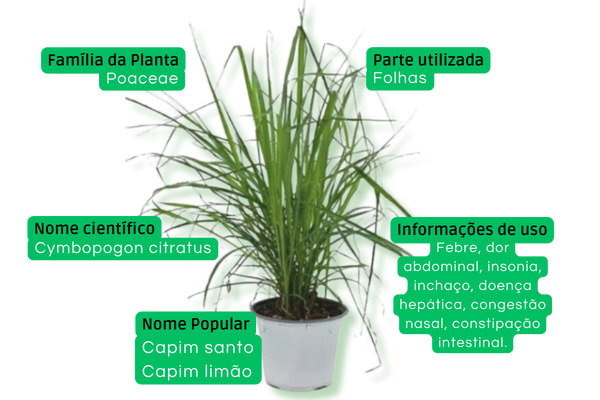 Família da Planta
Poaceae
Parte utilizada
Folhas
Nome científico
Cymbopogon citratus
Informações de uso
Febre, dor
abdominal, insonia,
inchaço, doença
hepática, congestão
nasal, constipação
intestinal.
Nome Popular
Capim santo
Capim limão